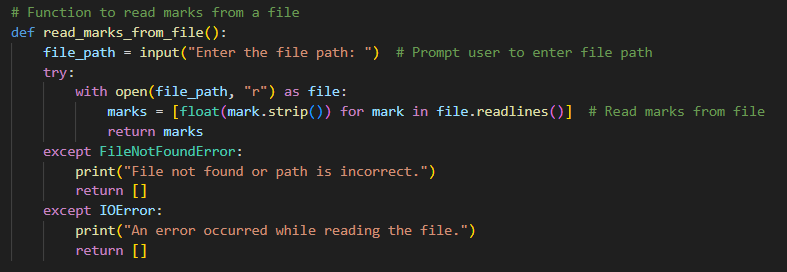 # Function to read marks from a file
def read_marks_from_file():
    file_path = input("Enter the file path: ")  # Prompt user to enter file path
    try:
        with open(file_path, "r") as file:
            marks = [float(mark.strip()) for mark in file.readlines()]  # Read marks from file
            return marks
    except FileNotFoundError:
        print("File not found or path is incorrect.")
        return []
    except IOError:
        print("An error occurred while reading the file.")
        return []